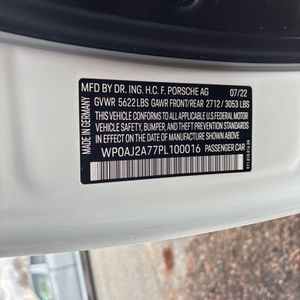 MFD BY DR. ING. H.C. F. PORSCHE AG 07/22
GVWR 5622 LBS GAWR FRONT/REAR 2712 / 3053 LBS
THIS VEHICLE CONFORMS TO ALL APPLICABLE U.S. FEDERAL MOTOR
VEHICLE SAFETY, BUMPER, AND THEFT PREVENTION STANDARDS
IN EFFECT ON THE DATE OF MANUFACTURE SHOWN ABOVE.
WP0AJ2A77PL100016 PASSENGER CAR
MADE IN GERMANY